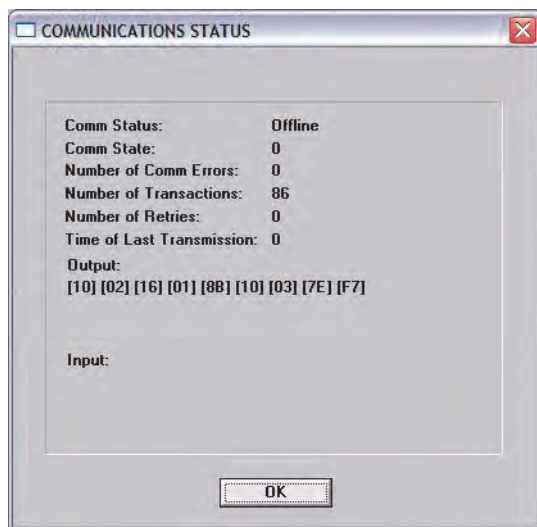 COMMUNICATIONS STATUS
Comm Status: Offline
Comm State: 0
Number of Comm Errors: 0
Number of Transactions: 86
Number of Retries: 0
Time of Last Transmission: 0
Output:
[10] [02] [16] [01] [8B] [10] [03] [7E] [F7]
Input:
OK